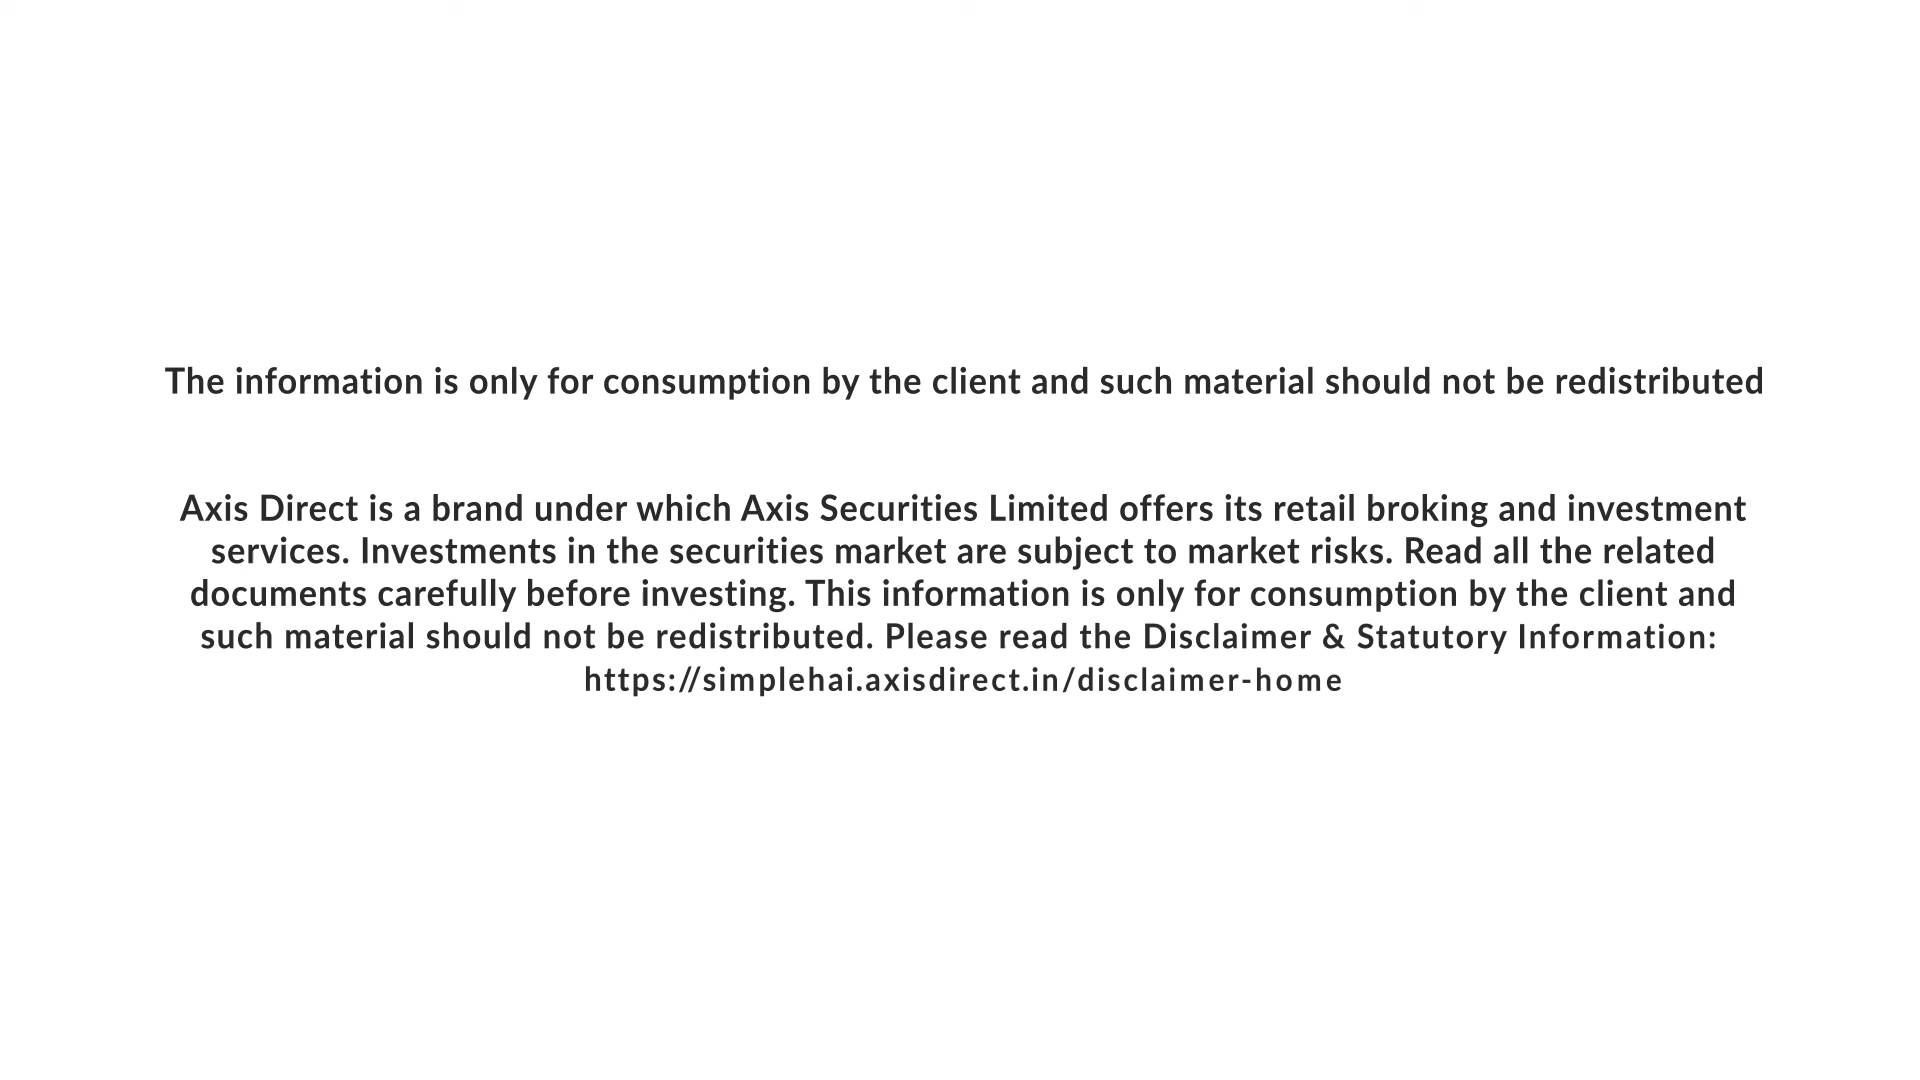 The information is only for consumption by the client and such material should not be redistributed
Axis Direct is a brand under which Axis Securities Limited offers its retail broking and investment
services. Investments in the securities market are subject to market risks. Read all the related
documents carefully before investing. This information is only for consumption by the client and
such material should not be redistributed. Please read the Disclaimer & Statutory Information:
https://simplehai.axisdirect.in/disclaimer-home